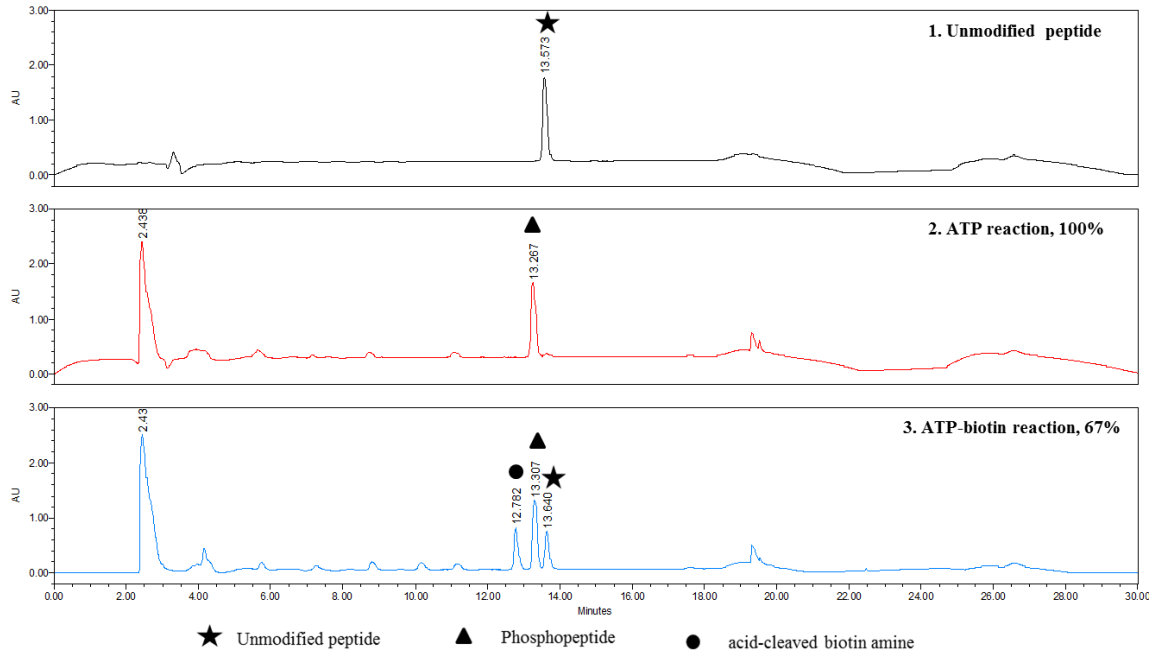 3.00
2.00
1.00
0.00
AU
13.573
1. Unmodified peptide
3.00
2.00
1.00
0.00
AU
2.438
13.267
2. ATP reaction, 100%
3.00
2.00
1.00
0.00
AU
2.43
12.782
13.307
13.640
3. ATP-biotin reaction, 67%
0.00 2.00 4.00 6.00 8.00 10.00 12.00 14.00 16.00 18.00 20.00 22.00 24.00 26.00 28.00 30.00
Minutes
Unmodified peptide
Phosphopeptide
acid-cleaved biotin amine